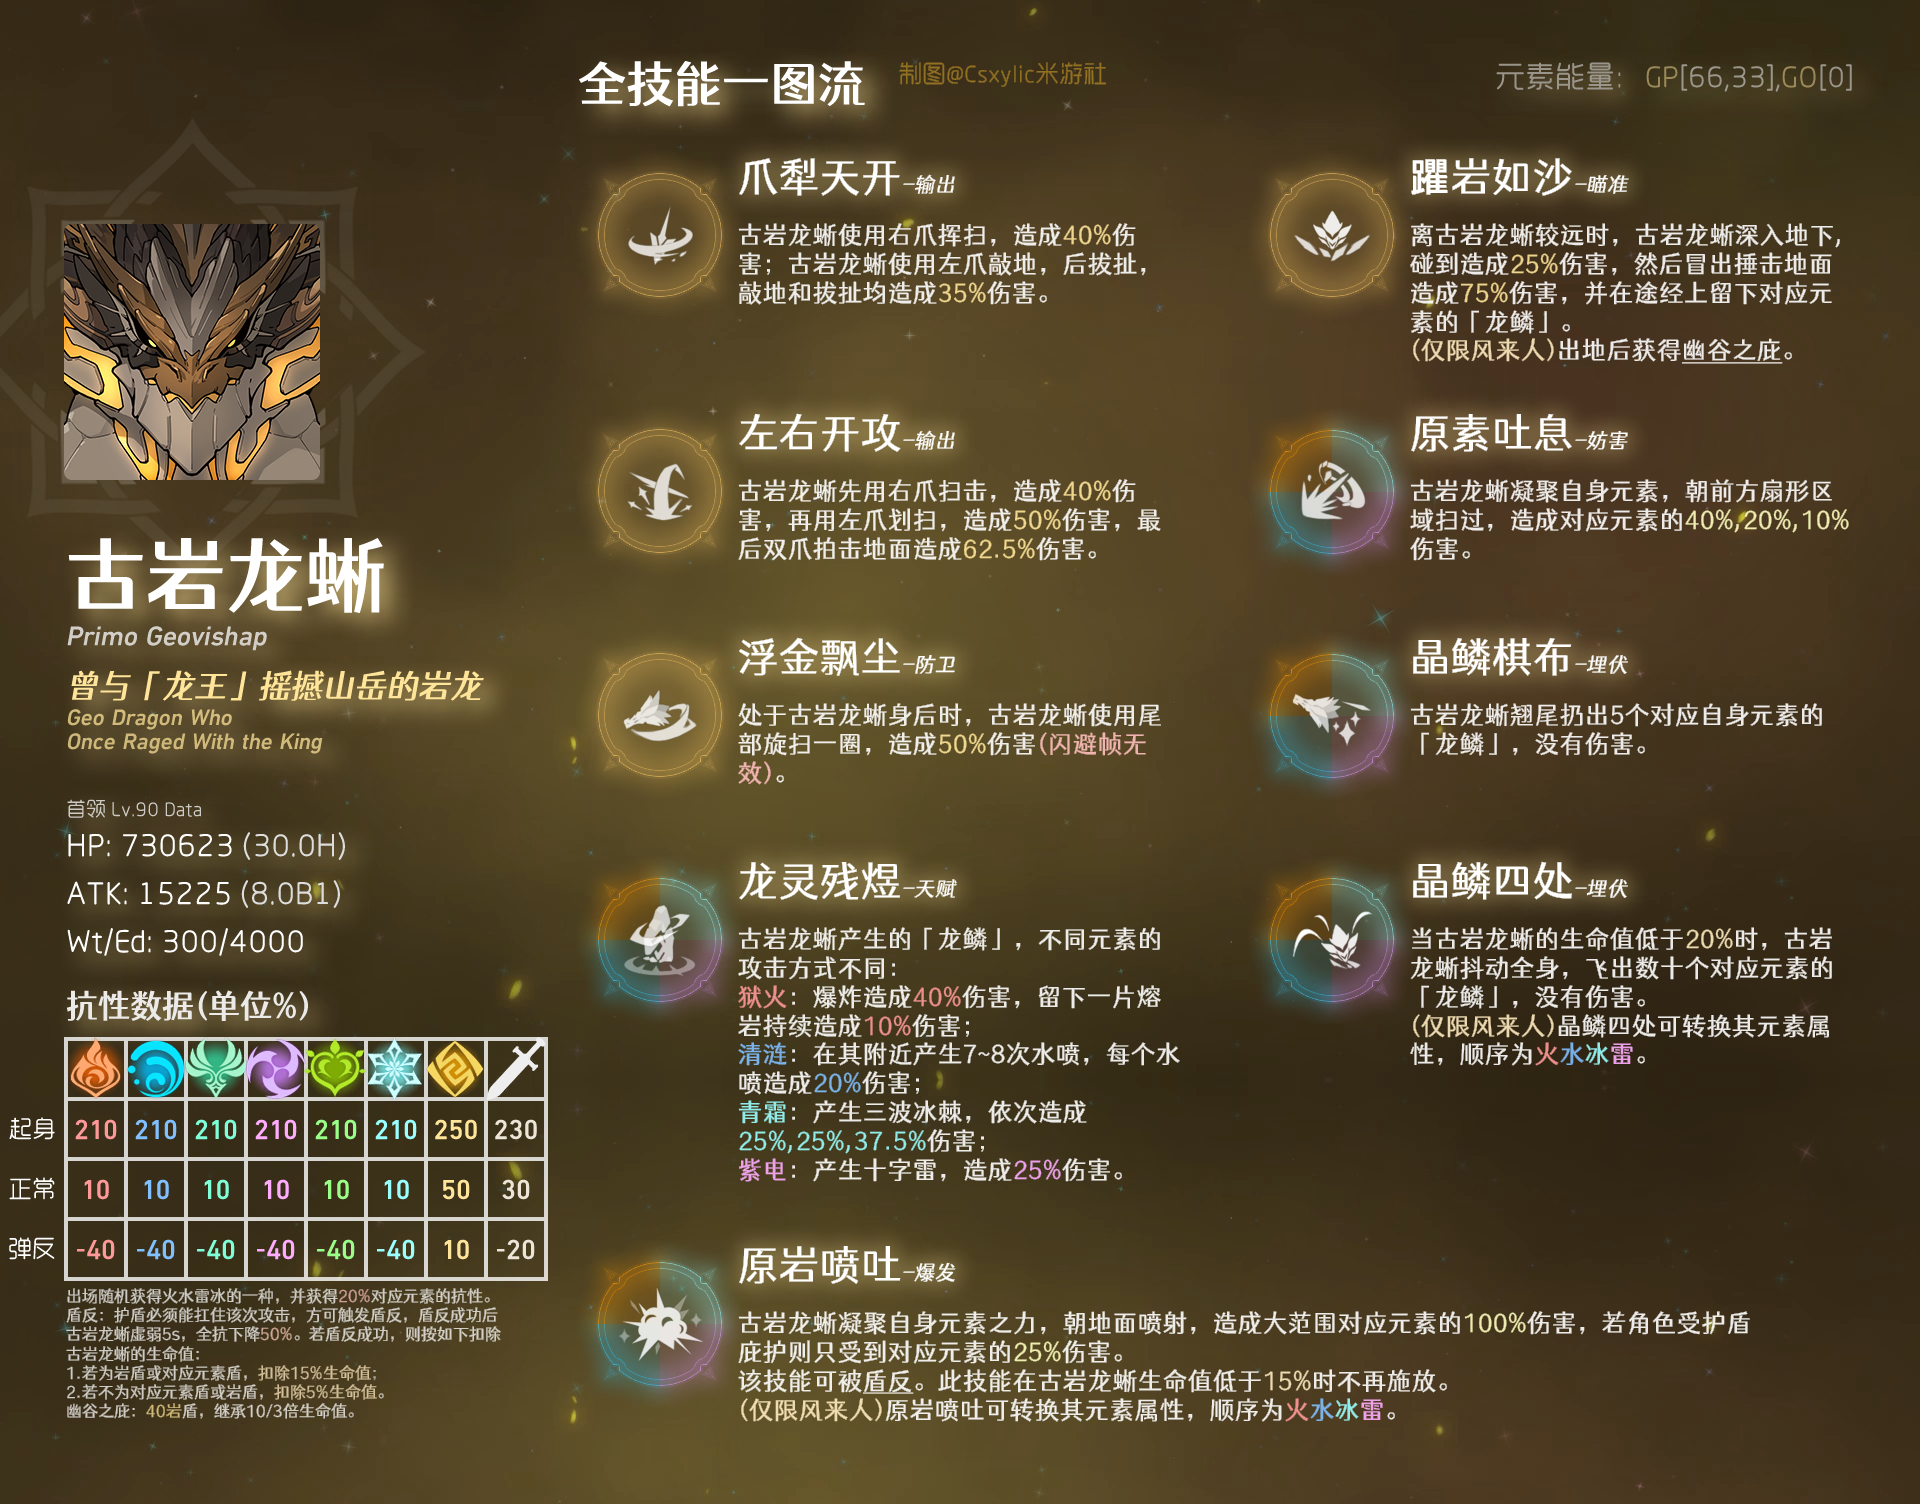 全技能一图流
制图@Csxylic米游社
元素能量： GP[66,33],GO[0]
古岩龙蜥
Primo Geovishap
曾与「龙王」摇撼山岳的岩龙
Geo Dragon Who
Once Raged With the King
首领 Lv.90 Data
HP: 730623 (30.0H)
ATK: 15225 (8.0B1)
Wt/Ed: 300/4000
抗性数据(单位%)
起身 210 210 210 210 210 210 250 230
正常 10 10 10 10 10 10 50 30
弹反 -40 -40 -40 -40 -40 -40 10 -20
出场随机获得火水雷冰的一种，并获得20%对应元素的抗性。
盾反：护盾必须能扛住该次攻击，方可触发盾反，盾反成功后
古岩龙蜥虚弱5s，全抗下降50%。若盾反成功，则按如下扣除
古岩龙蜥的生命值：
1.若为岩盾或对应元素盾，扣除15%生命值；
2.若不为对应元素盾或岩盾，扣除5%生命值。
幽谷之庇：40岩盾，继承10/3倍生命值。
爪犁天开–输出
古岩龙蜥使用右爪挥扫，造成40%伤
害；古岩龙蜥使用左爪敲地，后拔扯，
敲地和拔扯均造成35%伤害。
左右开攻–输出
古岩龙蜥先用右爪扫击，造成40%伤
害，再用左爪划扫，造成50%伤害，最
后双爪拍击地面造成62.5%伤害。
浮金飘尘–防卫
处于古岩龙蜥身后时，古岩龙蜥使用尾
部旋扫一圈，造成50%伤害(闪避帧无
效)。
龙灵残煜–天赋
古岩龙蜥产生的「龙鳞」，不同元素的
攻击方式不同：
狱火：爆炸造成40%伤害，留下一片熔
岩持续造成10%伤害；
清涟：在其附近产生7~8次水喷，每个水
喷造成20%伤害；
青霜：产生三波冰棘，依次造成
25%,25%,37.5%伤害；
紫电：产生十字雷，造成25%伤害。
躍岩如沙–瞄准
离古岩龙蜥较远时，古岩龙蜥深入地下，
碰到造成25%伤害，然后冒出捶击地面
造成75%伤害，并在途经上留下对应元
素的「龙鳞」。
(仅限风来人)出地后获得幽谷之庇。
原素吐息–妨害
古岩龙蜥凝聚自身元素，朝前方扇形区
域扫过，造成对应元素的40%,20%,10%
伤害。
晶鳞棋布–埋伏
古岩龙蜥翘尾扔出5个对应自身元素的
「龙鳞」，没有伤害。
晶鳞四处–埋伏
当古岩龙蜥的生命值低于20%时，古岩
龙蜥抖动全身，飞出数十个对应元素的
「龙鳞」，没有伤害。
(仅限风来人)晶鳞四处可转换其元素属
性，顺序为火水冰雷。
原岩喷吐–爆发
古岩龙蜥凝聚自身元素之力，朝地面喷射，造成大范围对应元素的100%伤害，若角色受护盾
庇护则只受到对应元素的25%伤害。
该技能可被盾反。此技能在古岩龙蜥生命值低于15%时不再施放。
(仅限风来人)原岩喷吐可转换其元素属性，顺序为火水冰雷。